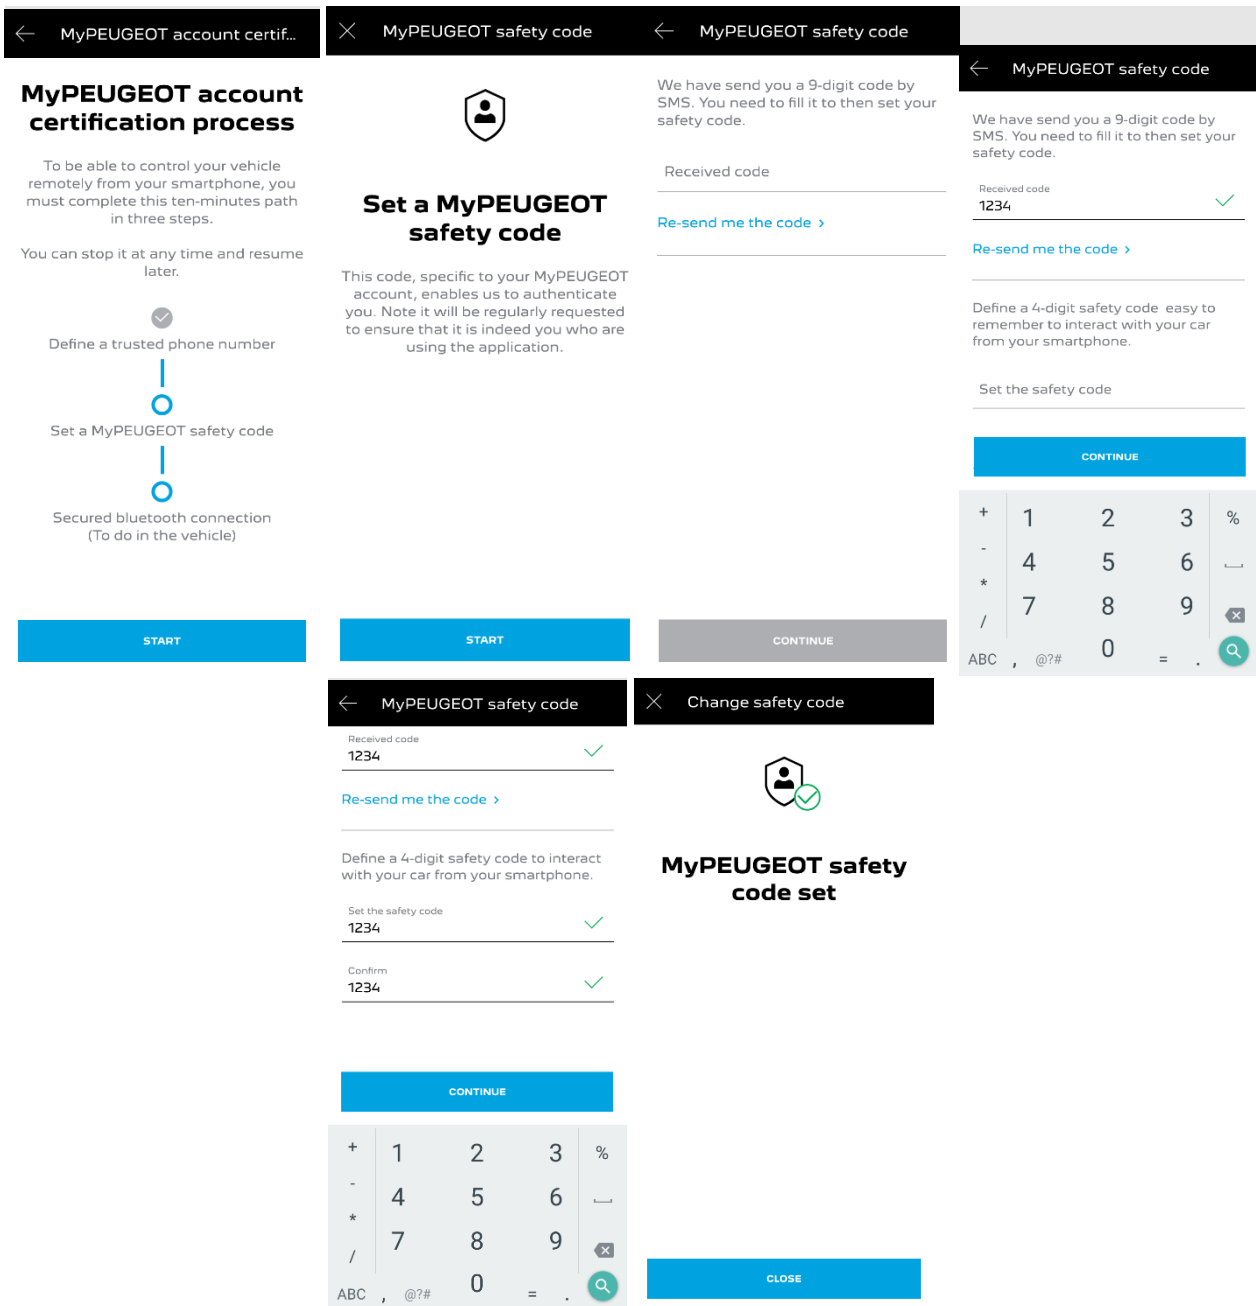 MyPEUGEOT account certif...
MyPEUGEOT account
certification process
To be able to control your vehicle
remotely from your smartphone, you
must complete this ten-minutes path
in three steps.
You can stop it at any time and resume
later.
Define a trusted phone number
Set a MyPEUGEOT safety code
Secured bluetooth connection
(To do in the vehicle)
START
MyPEUGEOT safety code
Set a MyPEUGEOT
safety code
This code, specific to your MyPEUGEOT
account, enables us to authenticate
you. Note it will be regularly requested
to ensure that it is indeed you who are
using the application.
START
MyPEUGEOT safety code
We have send you a 9-digit code by
SMS. You need to fill it to then set your
safety code.
Received code
Re-send me the code >
CONTINUE
MyPEUGEOT safety code
We have send you a 9-digit code by
SMS. You need to fill it to then set your
safety code.
Received code
1234
Re-send me the code >
Define a 4-digit safety code easy to
remember to interact with your car
from your smartphone.
Set the safety code
CONTINUE
+ 1 2 3 %
- 4 5 6
* 7 8 9
/ 0
ABC , @?# = .
MyPEUGEOT safety code
Received code
1234
Re-send me the code >
Define a 4-digit safety code to interact
with your car from your smartphone.
Set the safety code
1234
Confirm
1234
CONTINUE
+ 1 2 3 %
- 4 5 6
* 7 8 9
/ 0
ABC , @?# = .
Change safety code
MyPEUGEOT safety
code set
CLOSE